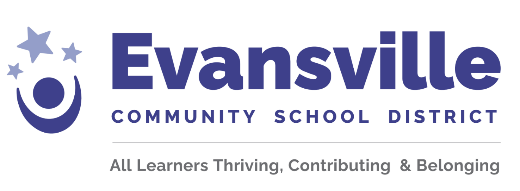 Evansville
COMMUNITY SCHOOL DISTRICT
All Learners Thriving, Contributing & Belonging